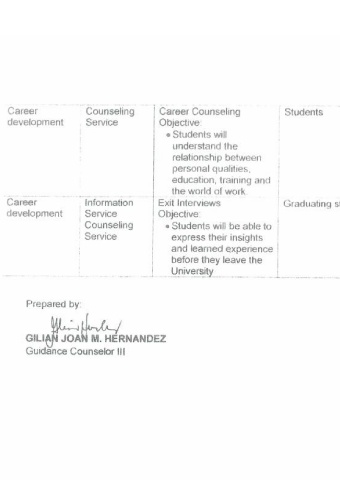 Career Counseling Career Counseling Students
development Service Objective:
• Students will
understand the
relationship between
personal qualities,
education, training and
the world of work.
Career Information Exit Interviews Graduating
development Service Objective:
Counseling • Students will be able to
Service express their insights
and learned experience
before they leave the
University
Prepared by:
GILIAN JOAN M. HERNANDEZ
Guidance Counselor III